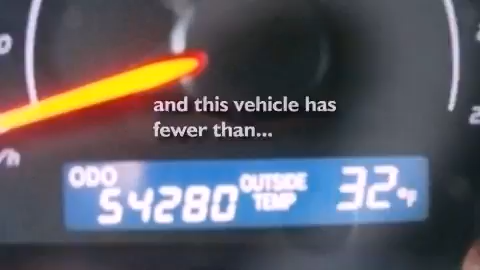 and this vehicle has
fewer than...
ODO 54280 OUTSIDE TEMP 32°F